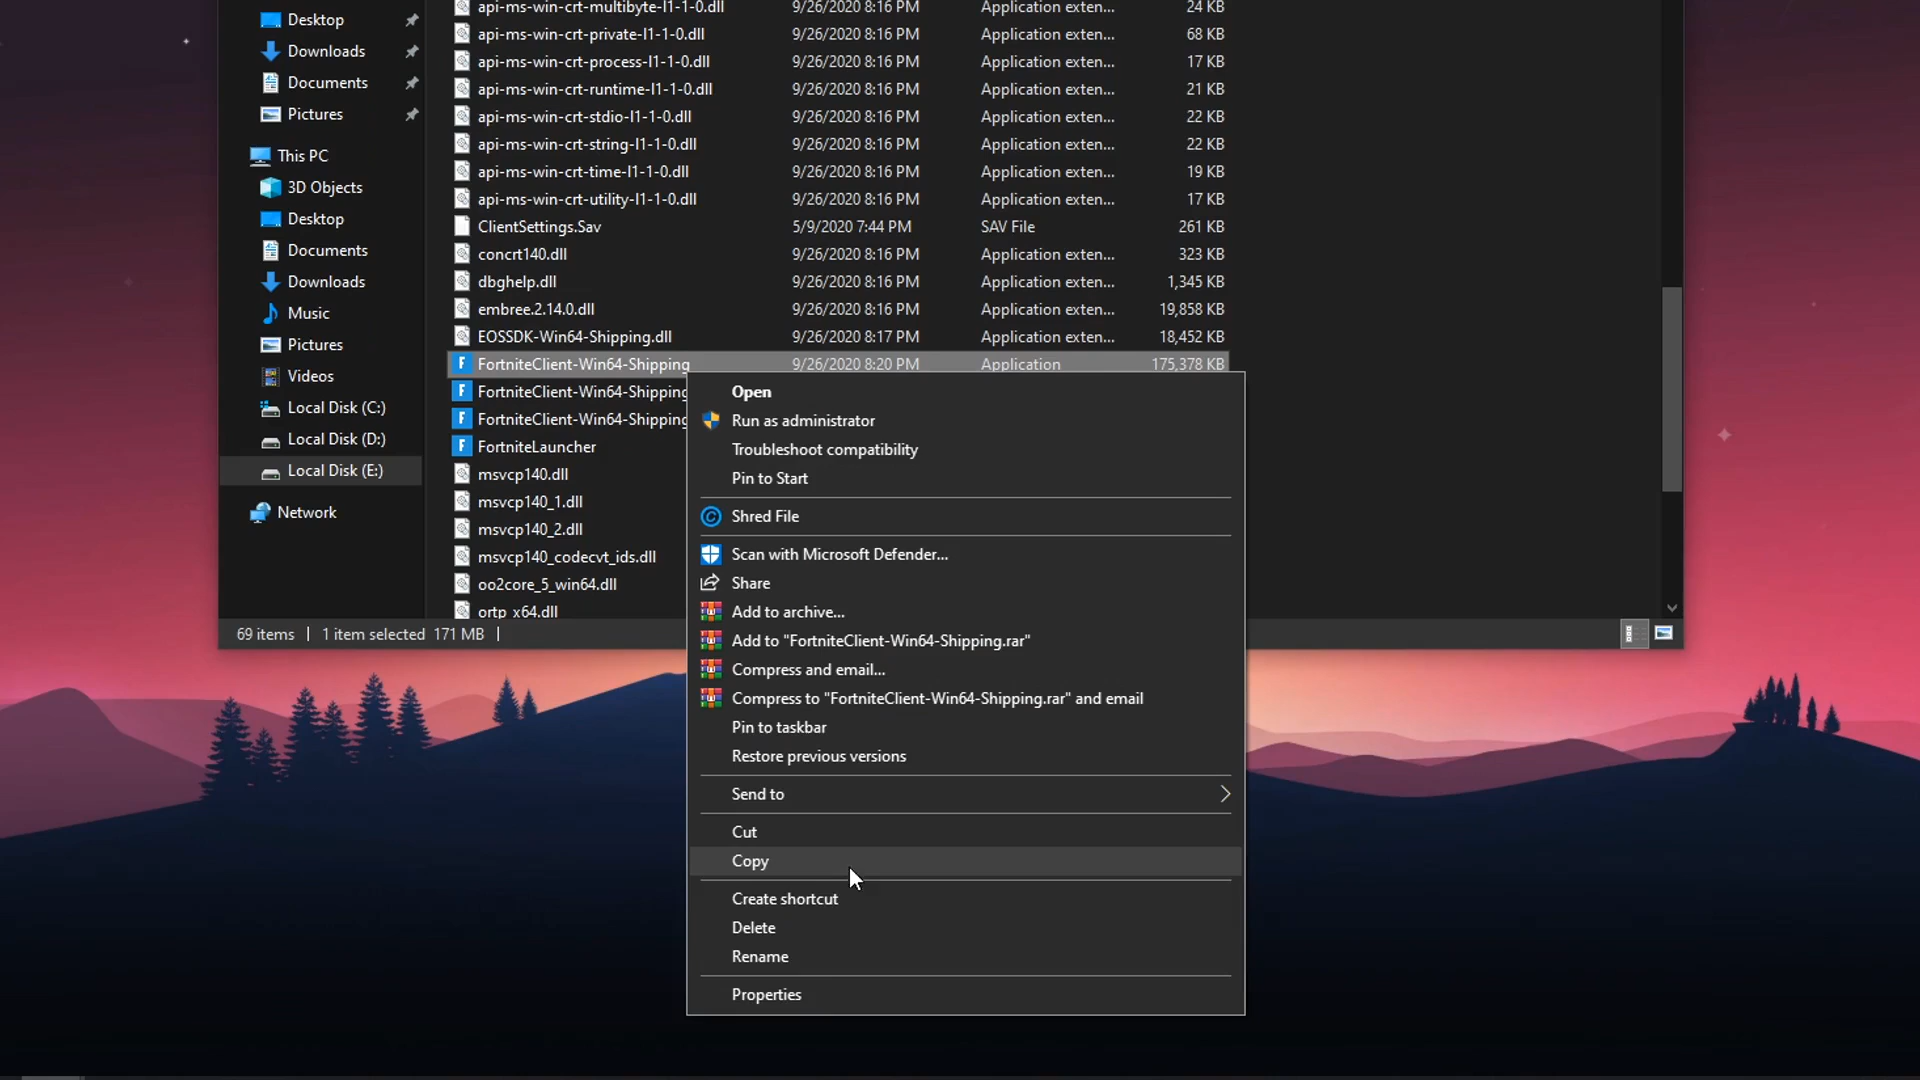 Desktop
Downloads
Documents
Pictures
This PC
3D Objects
Desktop
Documents
Downloads
Music
Pictures
Videos
Local Disk (C:)
Local Disk (D:)
Local Disk (E:)
Network
api-ms-win-crt-multibyte-l1-1-0.dll 9/26/2020 8:16 PM Application exten... 24 KB
api-ms-win-crt-private-l1-1-0.dll 9/26/2020 8:16 PM Application exten... 68 KB
api-ms-win-crt-process-l1-1-0.dll 9/26/2020 8:16 PM Application exten... 17 KB
api-ms-win-crt-runtime-l1-1-0.dll 9/26/2020 8:16 PM Application exten... 21 KB
api-ms-win-crt-stdio-l1-1-0.dll 9/26/2020 8:16 PM Application exten... 22 KB
api-ms-win-crt-string-l1-1-0.dll 9/26/2020 8:16 PM Application exten... 22 KB
api-ms-win-crt-time-l1-1-0.dll 9/26/2020 8:16 PM Application exten... 19 KB
api-ms-win-crt-utility-l1-1-0.dll 9/26/2020 8:16 PM Application exten... 17 KB
ClientSettings.Sav 5/9/2020 7:44 PM SAV File 261 KB
concrt140.dll 9/26/2020 8:16 PM Application exten... 323 KB
dbghelp.dll 9/26/2020 8:16 PM Application exten... 1,345 KB
embree.2.14.0.dll 9/26/2020 8:16 PM Application exten... 19,858 KB
EOSSDK-Win64-Shipping.dll 9/26/2020 8:17 PM Application exten... 18,452 KB
FortniteClient-Win64-Shipping 9/26/2020 8:20 PM Application 175,378 KB
FortniteClient-Win64-Shipping
FortniteClient-Win64-Shipping
FortniteLauncher
msvcp140.dll
msvcp140_1.dll
msvcp140_2.dll
msvcp140_codecvt_ids.dll
oo2core_5_win64.dll
ortp_x64.dll
69 items 1 item selected 171 MB
Open
Run as administrator
Troubleshoot compatibility
Pin to Start
Shred File
Scan with Microsoft Defender...
Share
Add to archive...
Add to "FortniteClient-Win64-Shipping.rar"
Compress and email...
Compress to "FortniteClient-Win64-Shipping.rar" and email
Pin to taskbar
Restore previous versions
Send to
Cut
Copy
Create shortcut
Delete
Rename
Properties